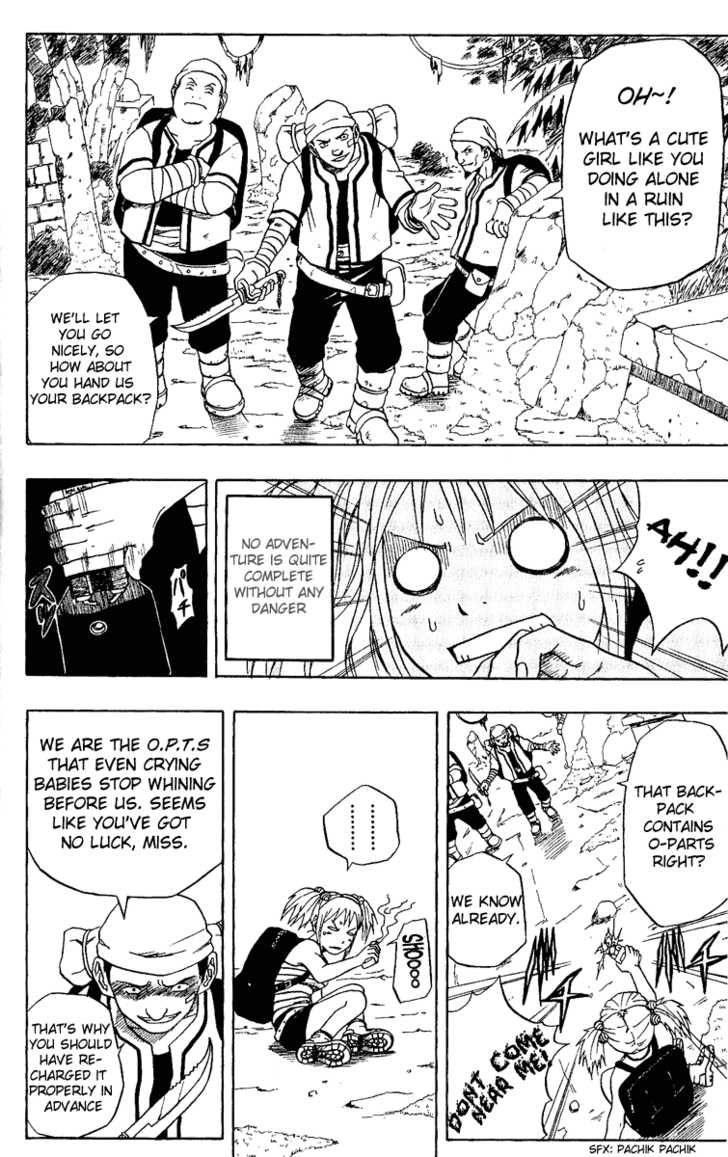 OH~!
WHAT'S A CUTE
GIRL LIKE YOU
DOING ALONE
IN A RUIN
LIKE THIS?
WE'LL LET
YOU GO
NICELY, SO
HOW ABOUT
YOU HAND US
YOUR BACKPACK?
AH!!
NO ADVEN-
TURE IS QUITE
COMPLETE
WITHOUT ANY
DANGER
パチ
THAT BACK-
PACK
CONTAINS
O-PARTS
RIGHT?
WE KNOW
ALREADY.
DON'T COME
NEAR ME!
SFX: PACHIK PACHIK
SHOOOO
WE ARE THE O.P.T.S
THAT EVEN CRYING
BABIES STOP WHINING
BEFORE US. SEEMS
LIKE YOU'VE GOT
NO LUCK, MISS.
THAT'S WHY
YOU SHOULD
HAVE RE-
CHARGED IT
PROPERLY IN
ADVANCE